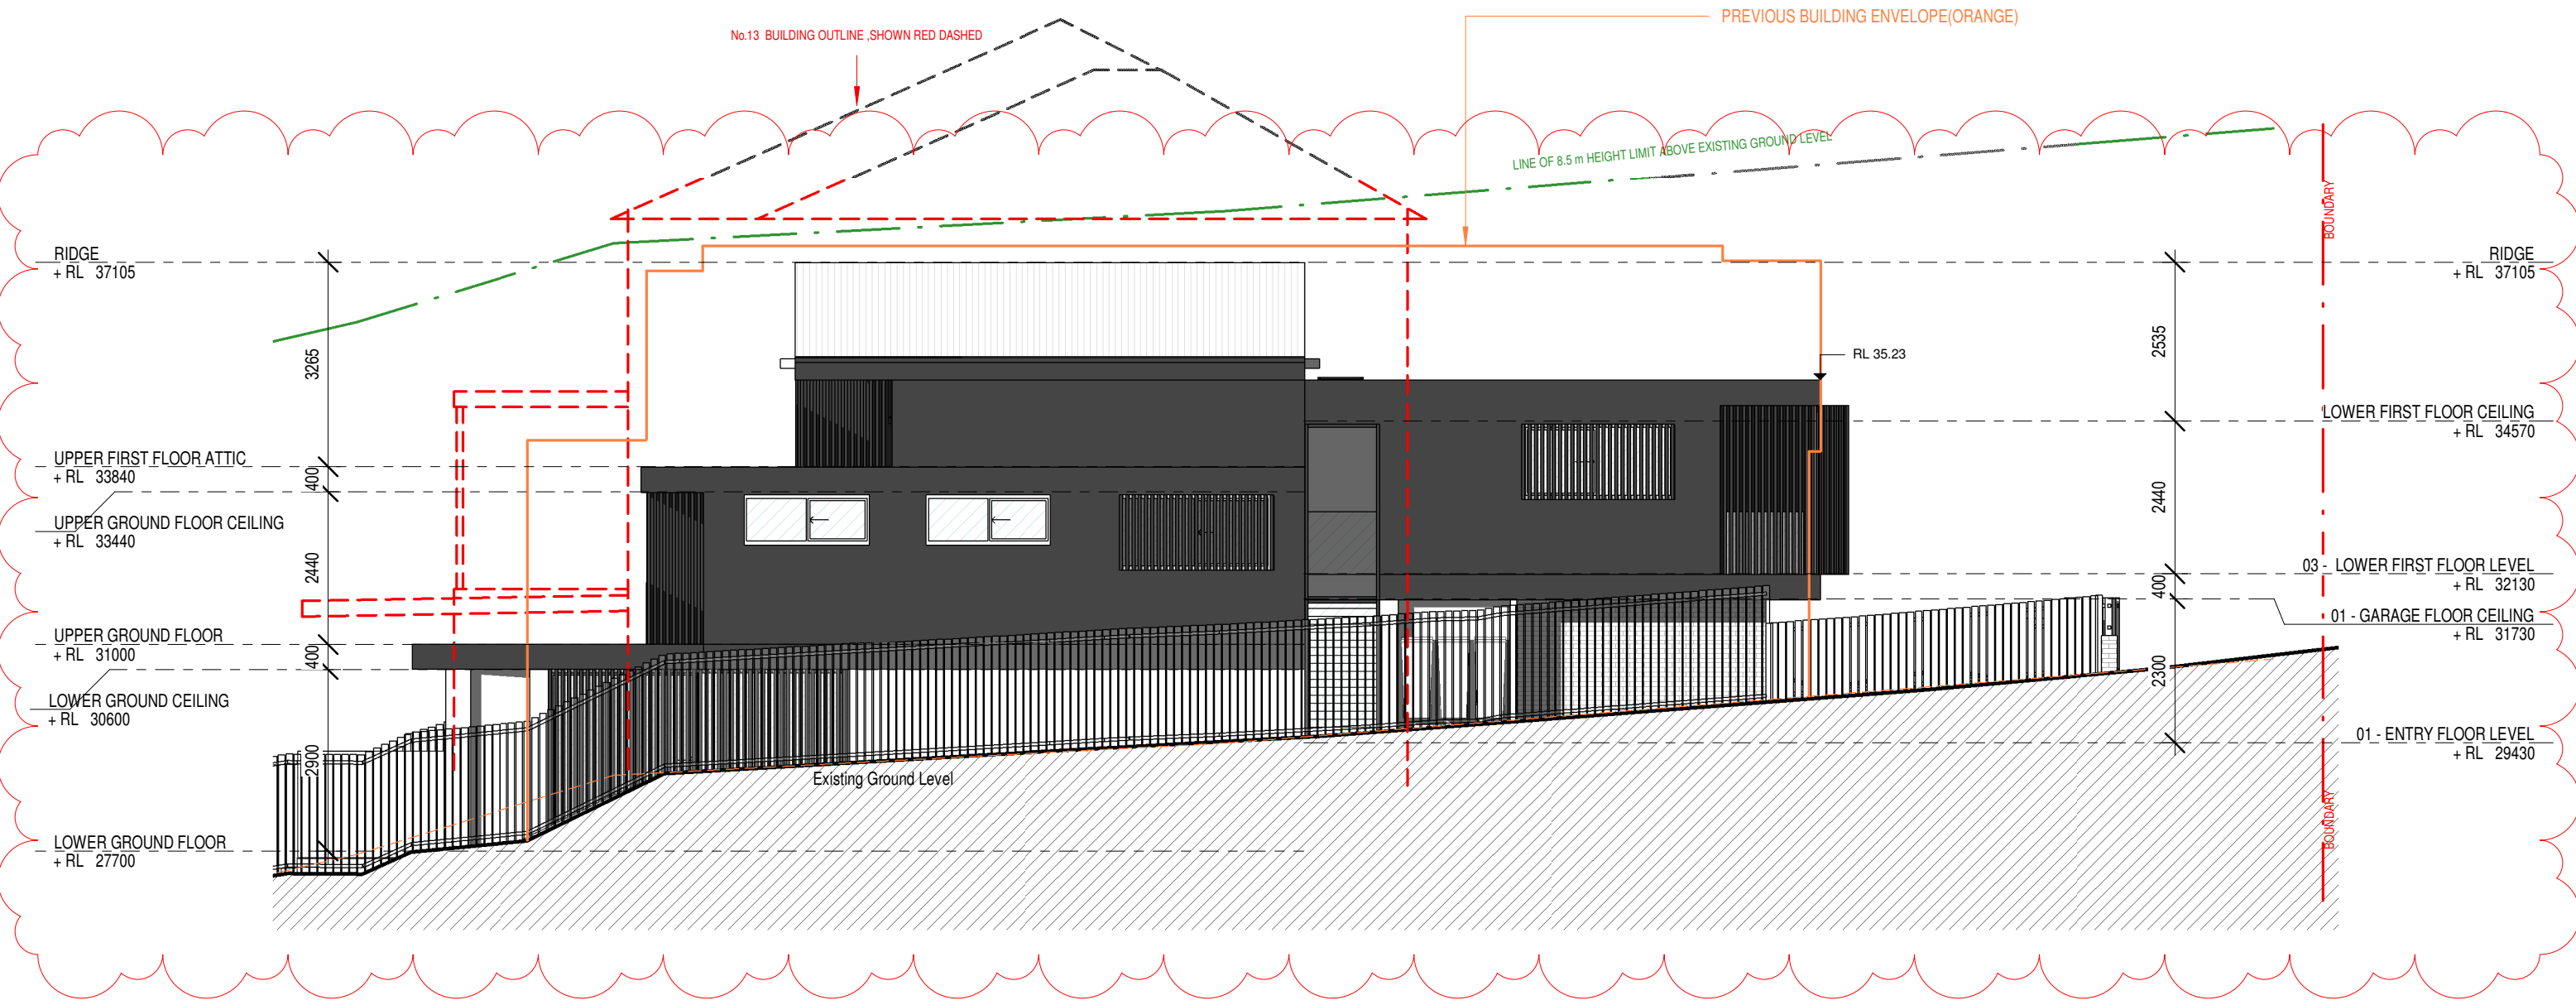 PREVIOUS BUILDING ENVELOPE(ORANGE)
No.13 BUILDING OUTLINE ,SHOWN RED DASHED
LINE OF 8.5 m HEIGHT LIMIT ABOVE EXISTING GROUND LEVEL
BOUNDARY
RIDGE
+ RL 37105
3265
UPPER FIRST FLOOR ATTIC
+ RL 33840
400
UPPER GROUND FLOOR CEILING
+ RL 33440
2440
UPPER GROUND FLOOR
+ RL 31000
400
LOWER GROUND CEILING
+ RL 30600
2900
LOWER GROUND FLOOR
+ RL 27700
Existing Ground Level
RL 35.23
RIDGE
+ RL 37105
2535
LOWER FIRST FLOOR CEILING
+ RL 34570
2440
03 - LOWER FIRST FLOOR LEVEL
+ RL 32130
400
01 - GARAGE FLOOR CEILING
+ RL 31730
2300
01 - ENTRY FLOOR LEVEL
+ RL 29430
BOUNDARY